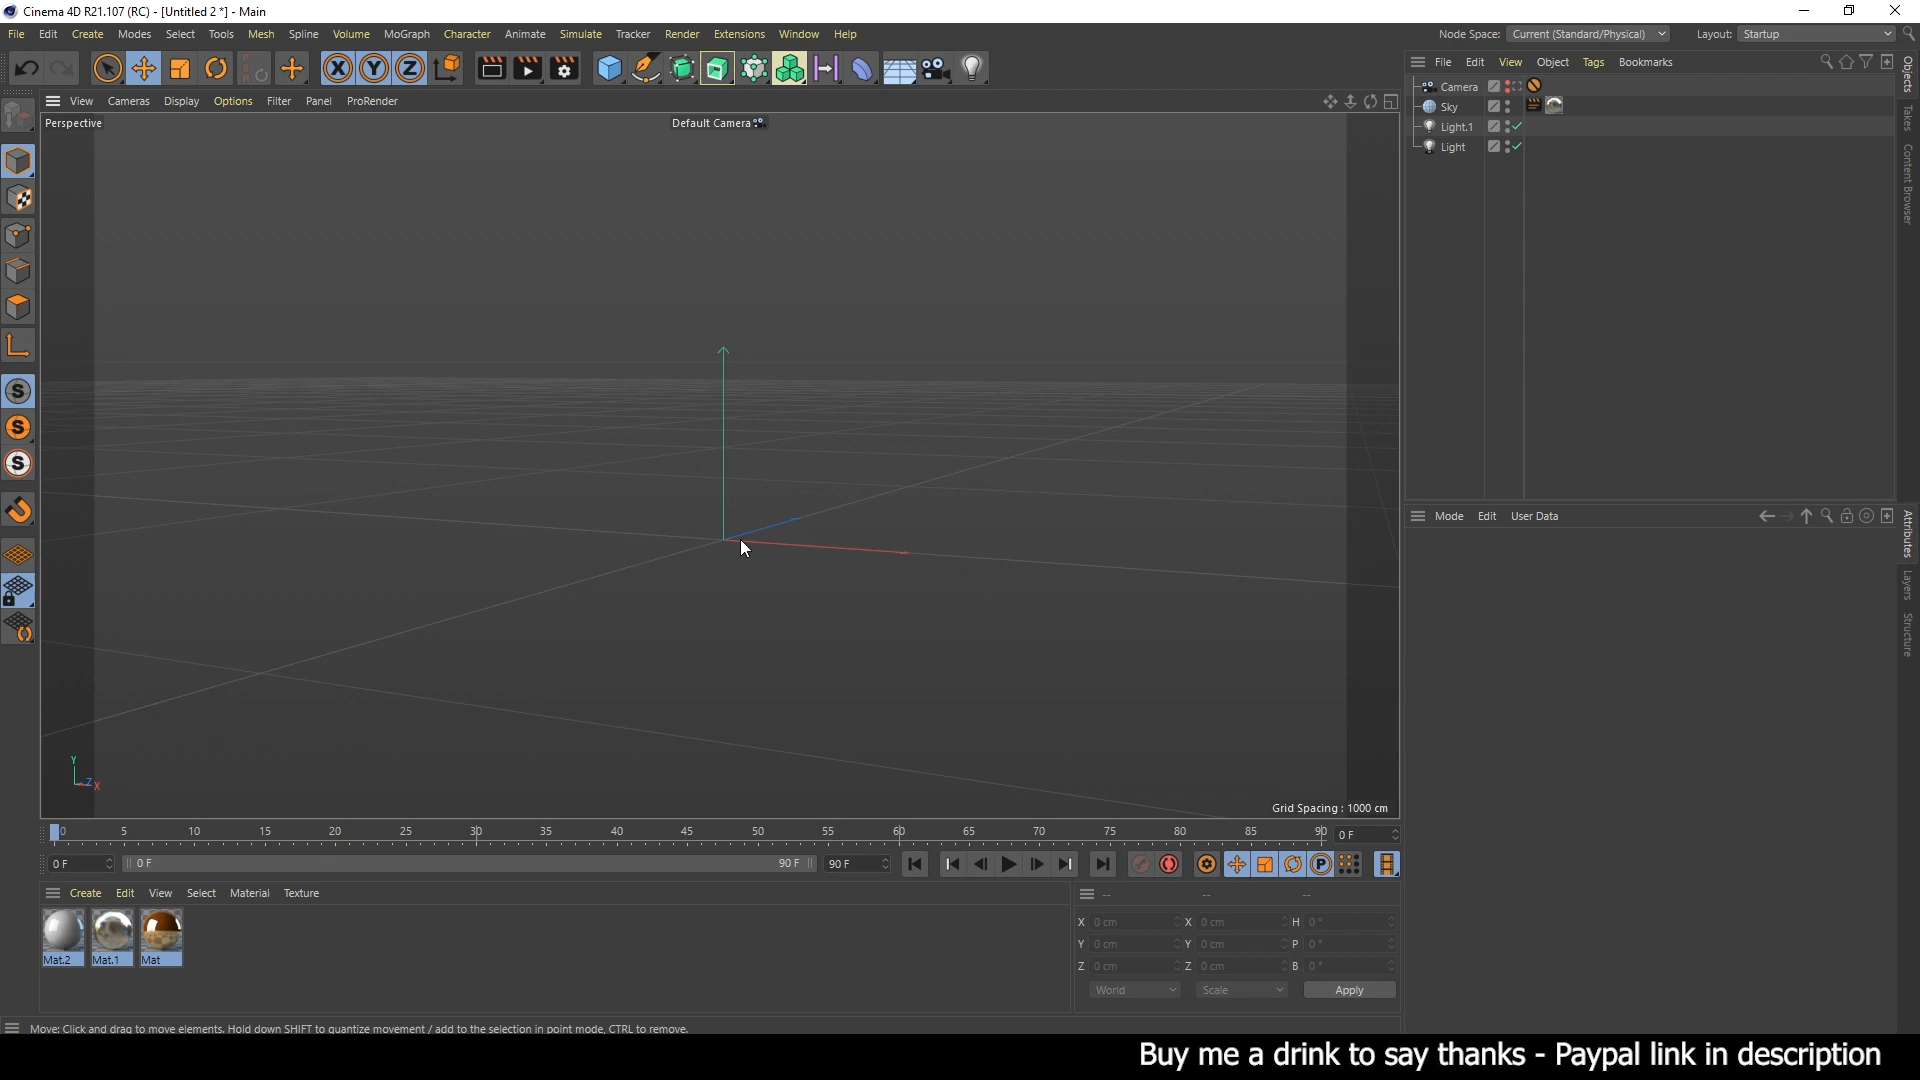 Cinema 4D R21.107 (RC) - [Untitled 2 *] - Main
File Edit Create Modes Select Tools Mesh Spline Volume MoGraph Character Animate Simulate Tracker Render Extensions Window Help
Node Space: Current (Standard/Physical) Layout: Startup
PSR
X Y Z
View Cameras Display Options Filter Panel ProRender
Perspective
Default Camera
File Edit View Object Tags Bookmarks
Camera
Sky
Light.1
Light
Objects
Takes
Content Browser
S
S
S
Mode Edit User Data
Attributes
Layers
Structure
Y
Z
X
Grid Spacing : 1000 cm
0 5 10 15 20 25 30 35 40 45 50 55 60 65 70 75 80 85 90 0 F
0 F 0 F 90 F 90 F
P
Create Edit View Select Material Texture
Mat.2 Mat.1 Mat
-- -- --
X 0 cm X 0 cm H 0 °
Y 0 cm Y 0 cm P 0 °
Z 0 cm Z 0 cm B 0 °
World Scale Apply
Move: Click and drag to move elements. Hold down SHIFT to quantize movement / add to the selection in point mode, CTRL to remove.
Buy me a drink to say thanks - Paypal link in description